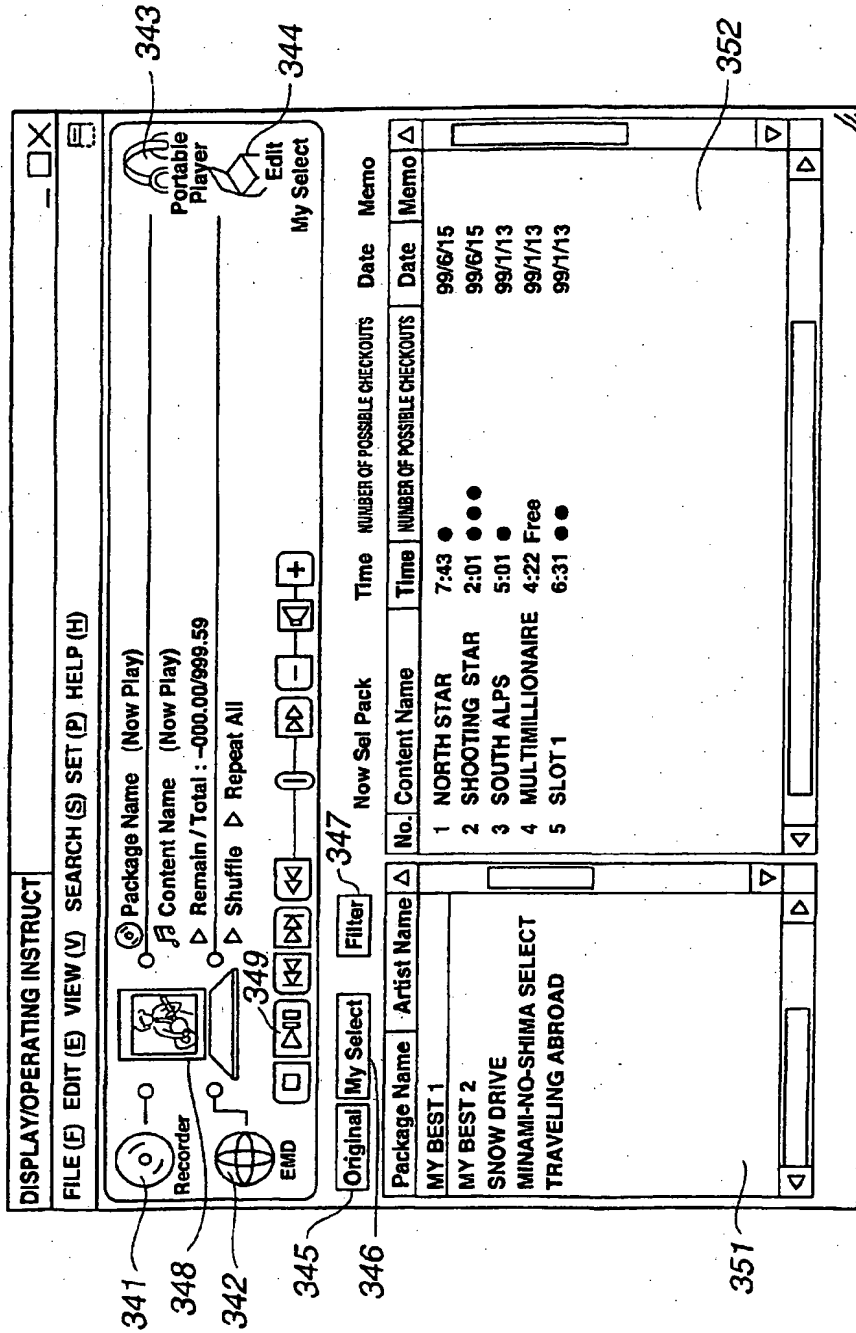 DISPLAY/OPERATING INSTRUCT
FILE (F) EDIT (E) VIEW (V) SEARCH (S) SET (P) HELP (H)
341
Recorder
348
342
EMD
Package Name (Now Play)
Content Name (Now Play)
Remain / Total : -000.00/999.59
Shuffle Repeat All
349
343
Portable Player
344
Edit
My Select
345
Original
My Select
346
Filter
347
Now Sel Pack Time NUMBER OF POSSIBLE CHECKOUTS Date Memo
Package Name Artist Name
MY BEST 1
MY BEST 2
SNOW DRIVE
MINAMI-NO-SHIMA SELECT
TRAVELING ABROAD
351
No. Content Name Time NUMBER OF POSSIBLE CHECKOUTS Date Memo
1 NORTH STAR 7:43 ● 99/6/15
2 SHOOTING STAR 2:01 ●●● 99/6/15
3 SOUTH ALPS 5:01 ● 99/1/13
4 MULTIMILLIONAIRE 4:22 Free 99/1/13
5 SLOT 1 6:31 ●● 99/1/13
352